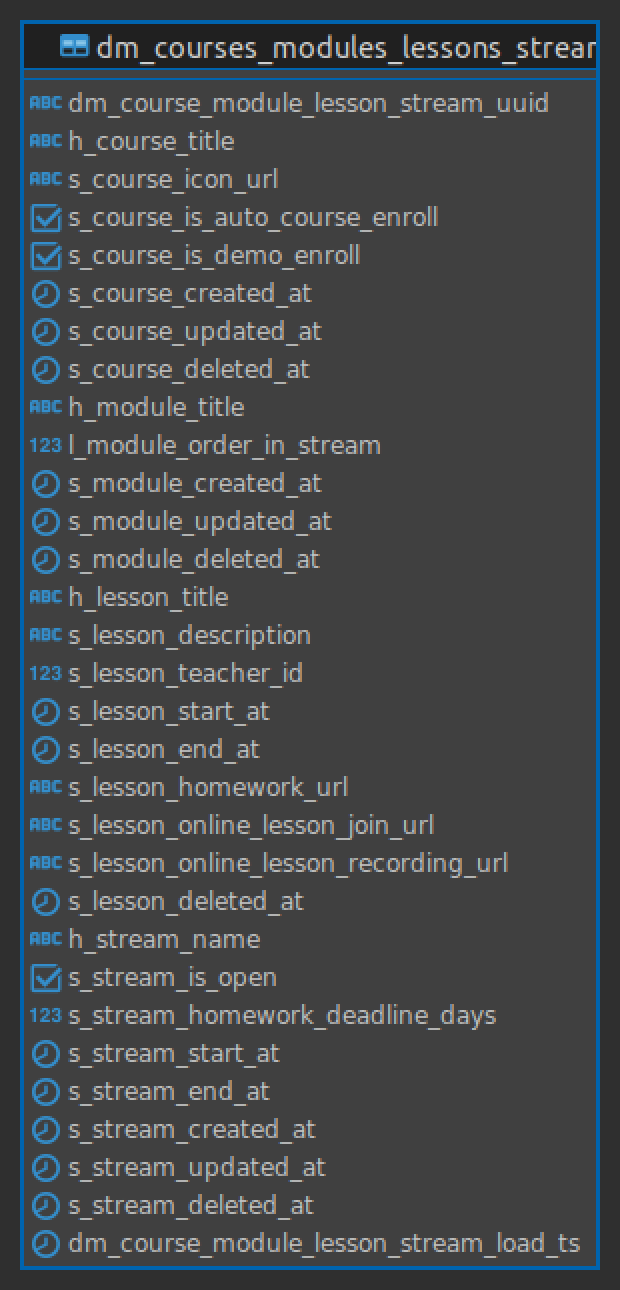 dm_courses_modules_lessons_strear
ABC dm_course_module_lesson_stream_uuid
ABC h_course_title
ABC s_course_icon_url
s_course_is_auto_course_enroll
s_course_is_demo_enroll
s_course_created_at
s_course_updated_at
s_course_deleted_at
ABC h_module_title
123 l_module_order_in_stream
s_module_created_at
s_module_updated_at
s_module_deleted_at
ABC h_lesson_title
ABC s_lesson_description
123 s_lesson_teacher_id
s_lesson_start_at
s_lesson_end_at
ABC s_lesson_homework_url
ABC s_lesson_online_lesson_join_url
ABC s_lesson_online_lesson_recording_url
s_lesson_deleted_at
ABC h_stream_name
s_stream_is_open
123 s_stream_homework_deadline_days
s_stream_start_at
s_stream_end_at
s_stream_created_at
s_stream_updated_at
s_stream_deleted_at
dm_course_module_lesson_stream_load_ts